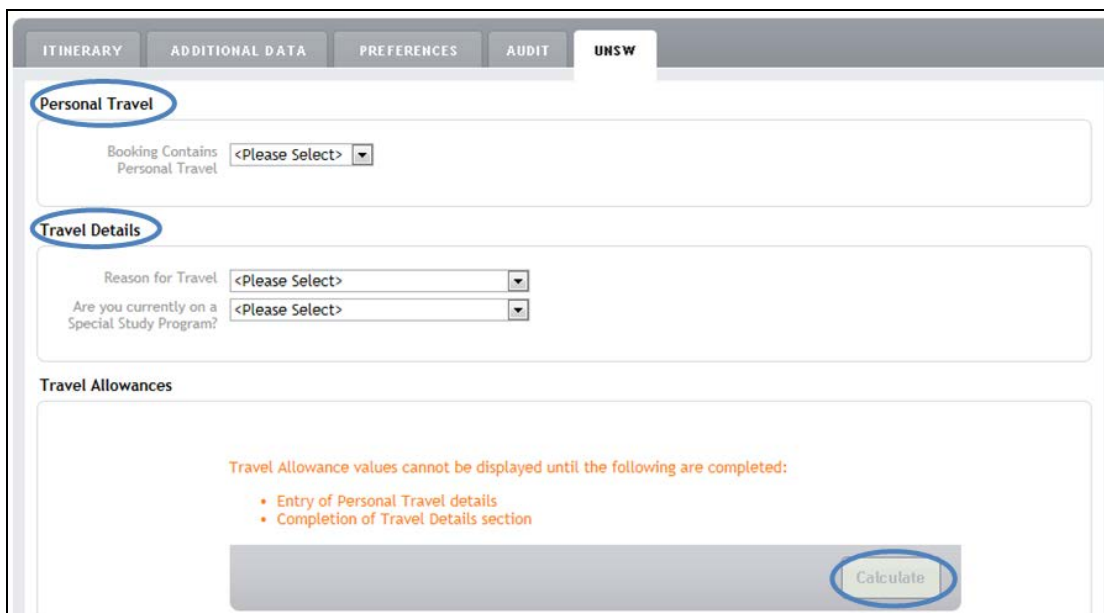 ITINERARY ADDITIONAL DATA PREFERENCES AUDIT UNSW
Personal Travel
Booking Contains
Personal Travel
<Please Select>
Travel Details
Reason for Travel <Please Select>
Are you currently on a
Special Study Program?
<Please Select>
Travel Allowances
Travel Allowance values cannot be displayed until the following are completed:
• Entry of Personal Travel details
• Completion of Travel Details section
Calculate